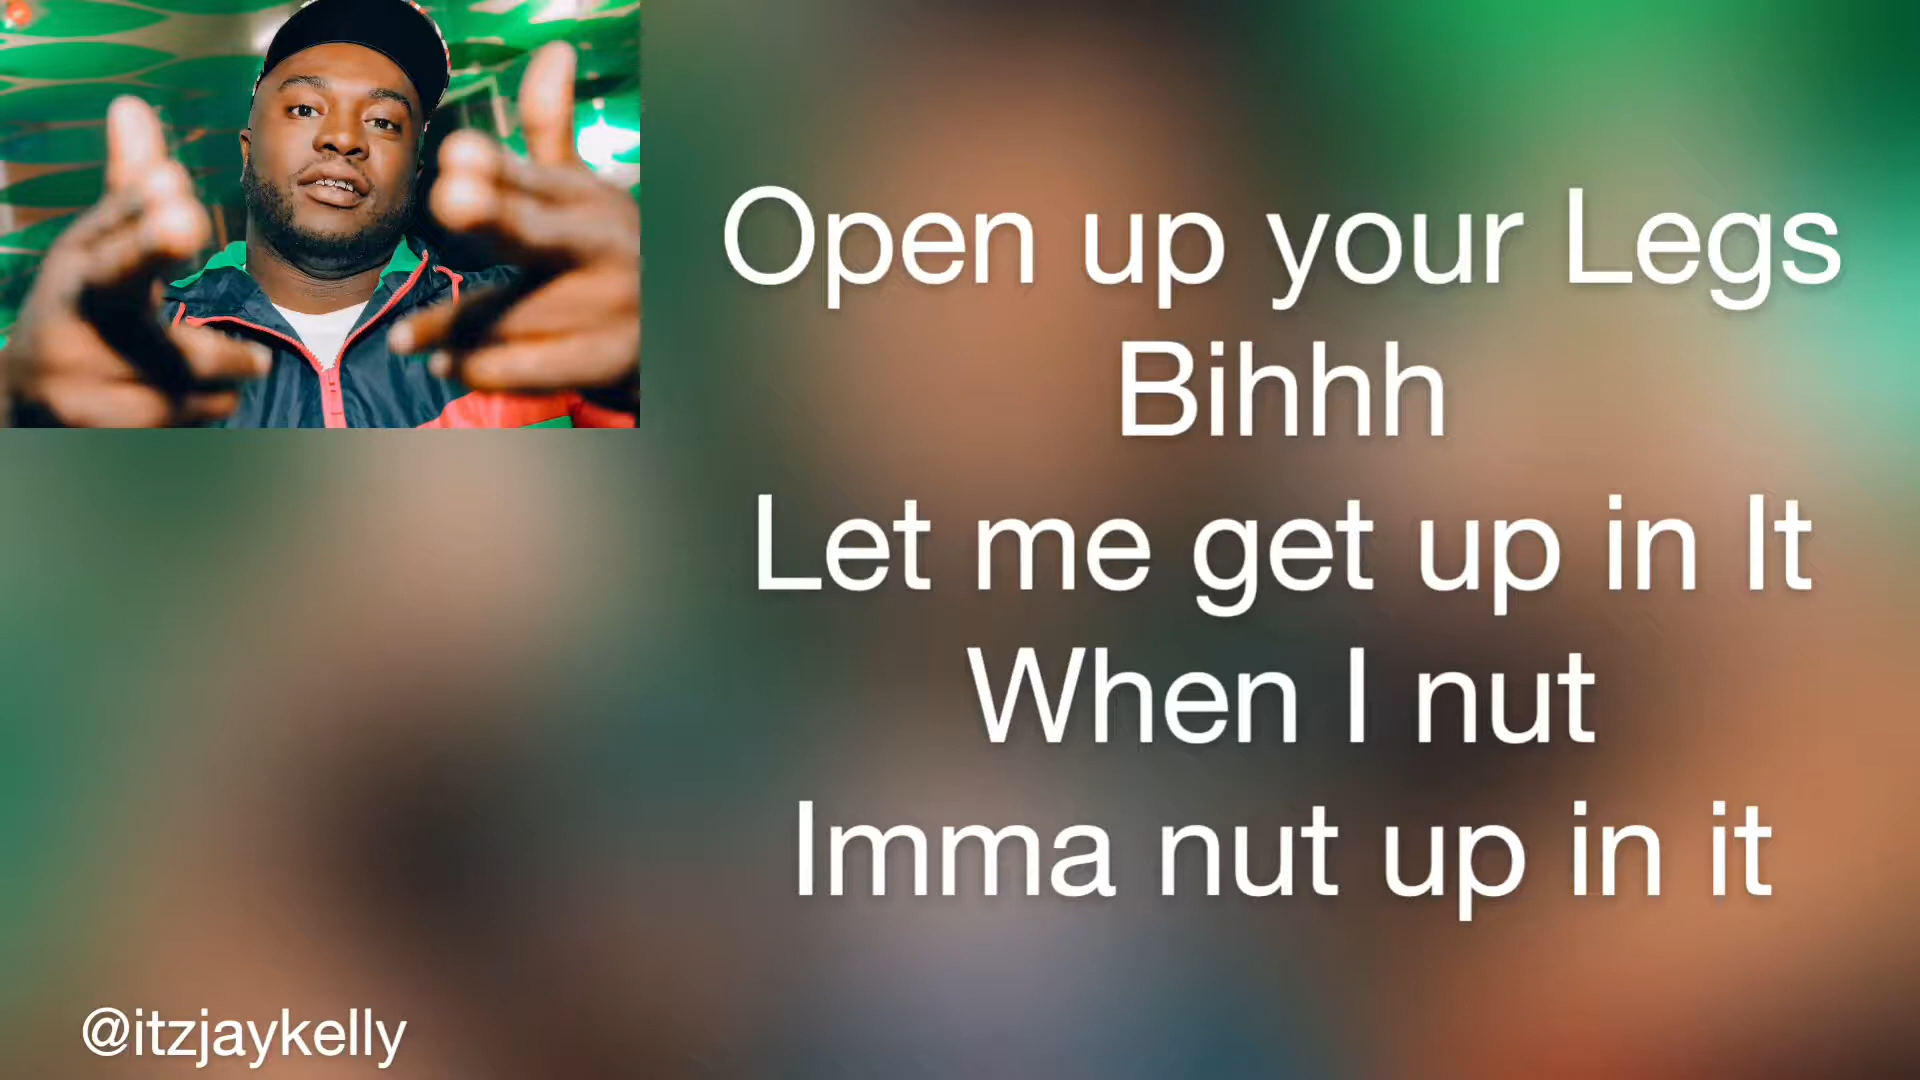 Open up your Legs
Bihhh
Let me get up in It
When I nut
Imma nut up in it
@itzjaykelly